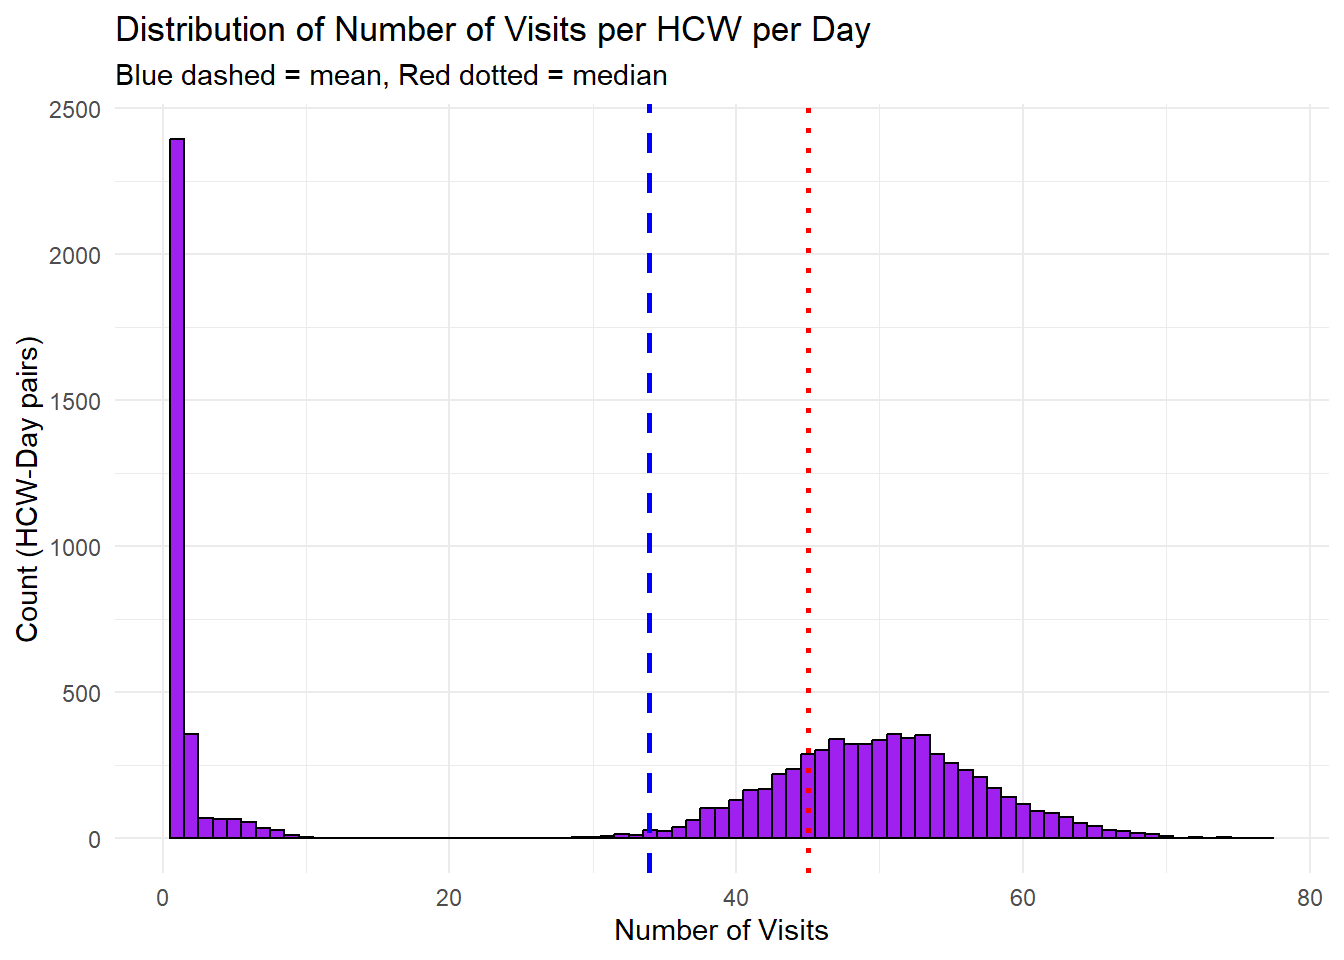 Distribution of Number of Visits per HCW per Day
Blue dashed = mean, Red dotted = median
2500
2000
1500
1000
500
0
Count (HCW-Day pairs)
0 20 40 60 80
Number of Visits